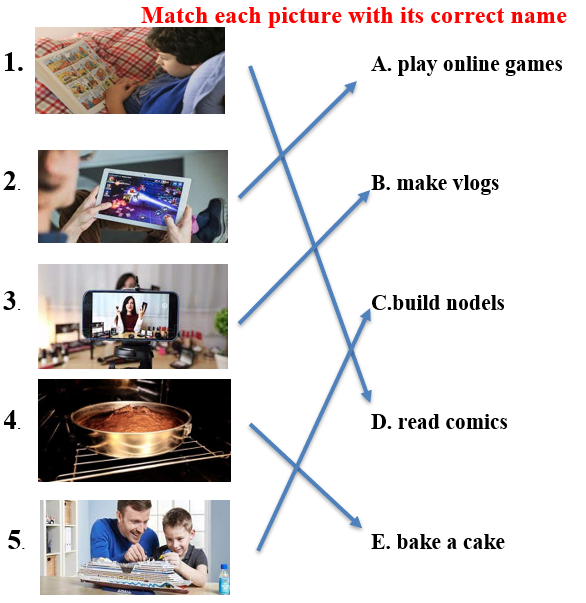 Match each picture with its correct name
1.
A. play online games
2.
B. make vlogs
3.
C.build nodels
4.
D. read comics
5.
E. bake a cake